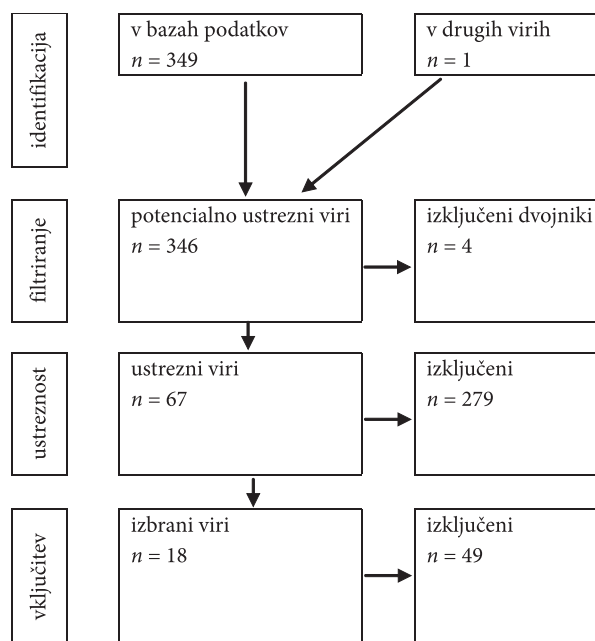 identifikacija
v bazah podatkov
n = 349
v drugih virih
n = 1
filtriranje
potencialno ustrezni viri
n = 346
izključeni dvojniki
n = 4
ustreznost
ustrezni viri
n = 67
izključeni
n = 279
vključitev
izbrani viri
n = 18
izključeni
n = 49